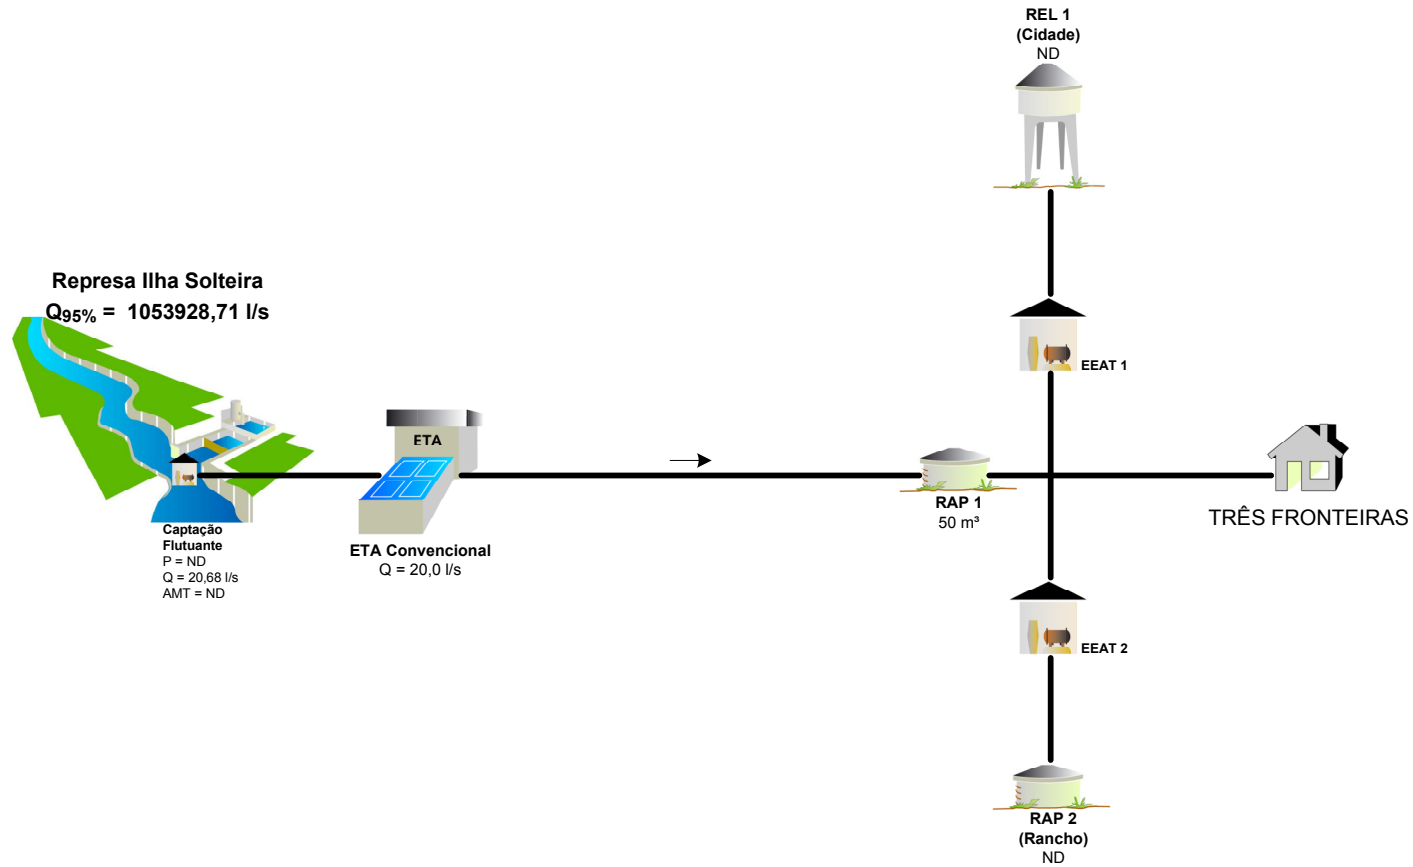 REL 1
(Cidade)
ND
Represa Ilha Solteira
Q95% = 1053928,71 l/s
EEAT 1
ETA
Captação
Flutuante
P = ND
Q = 20,68 l/s
AMT = ND
ETA Convencional
Q = 20,0 l/s
RAP 1
50 m³
TRÊS FRONTEIRAS
EEAT 2
RAP 2
(Rancho)
ND